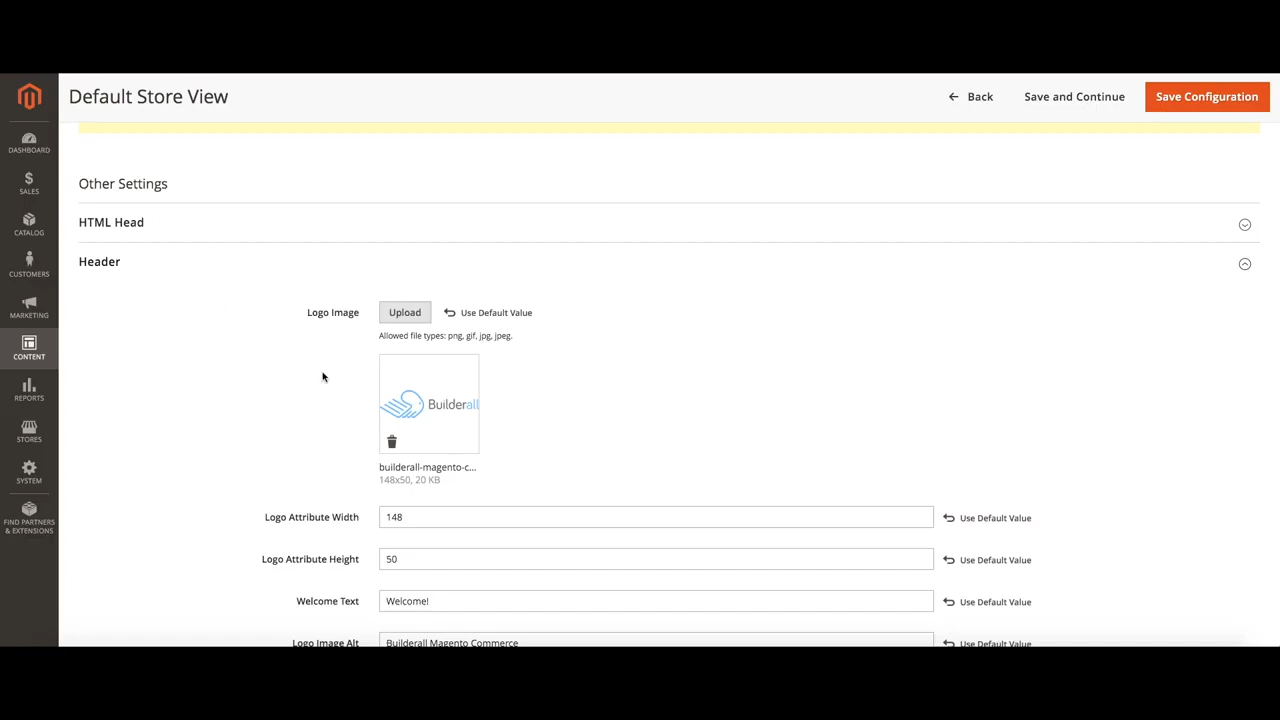 Default Store View
Back
Save and Continue
Save Configuration
DASHBOARD
SALES
CATALOG
CUSTOMERS
MARKETING
CONTENT
REPORTS
STORES
SYSTEM
FIND PARTNERS
& EXTENSIONS
Other Settings
HTML Head
Header
Logo Image
Upload
Use Default Value
Allowed file types: png, gif, jpg, jpeg.
Builderall
builderall-magento-c...
148x50, 20 KB
Logo Attribute Width
148
Use Default Value
Logo Attribute Height
50
Use Default Value
Welcome Text
Welcome!
Use Default Value
Logo Image Alt
Builderall Magento Commerce
Use Default Value